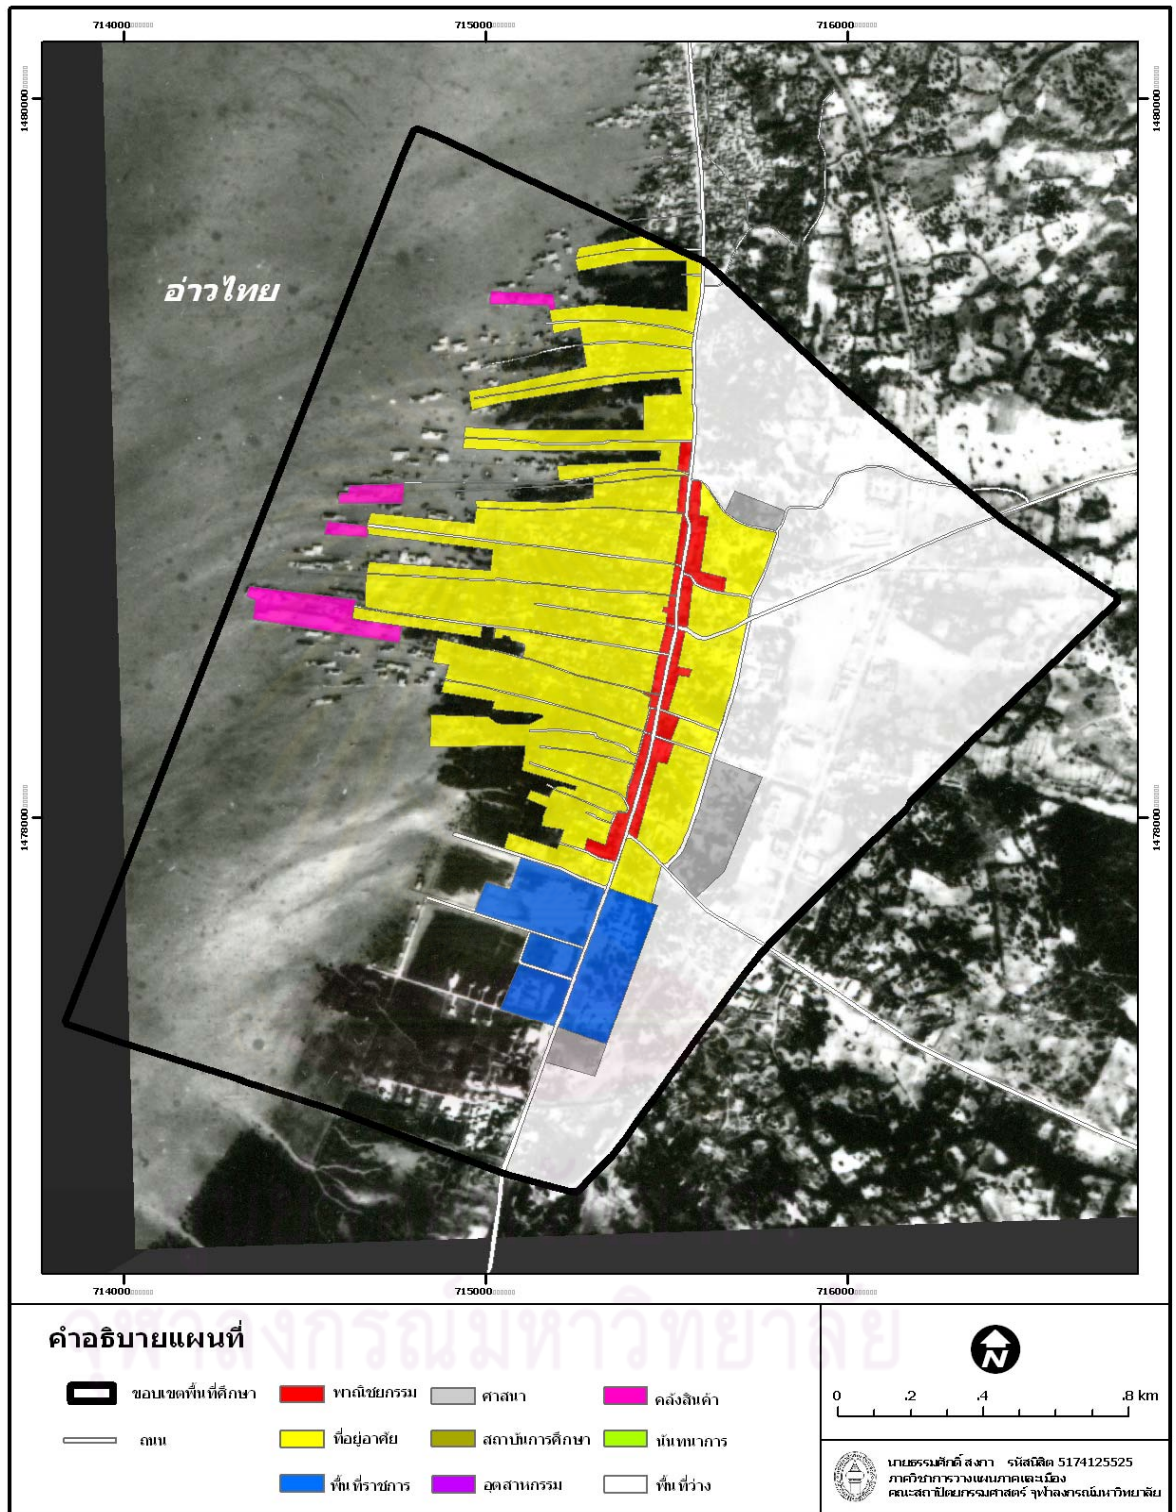 714000 715000 716000
1480000 1480000
อ่าวไทย
1478000 1478000
714000 715000 716000
จุฬาลงกรณ์มหาวิทยาลัย
คำอธิบายแผนที่
ขอบเขตพื้นที่ศึกษา พาณิชยกรรม ศาสนา คลังสินค้า
ถนน ที่อยู่อาศัย สถาบันการศึกษา นันทนาการ
พื้นที่ราชการ อุตสาหกรรม พื้นที่ว่าง
N
0 .2 .4 .8 km
นายธรรมศักดิ์ สงกา รหัสนิสิต 5174125525
ภาควิชาการวางแผนภาคและเมือง
คณะสถาปัตยกรรมศาสตร์ จุฬาลงกรณ์มหาวิทยาลัย